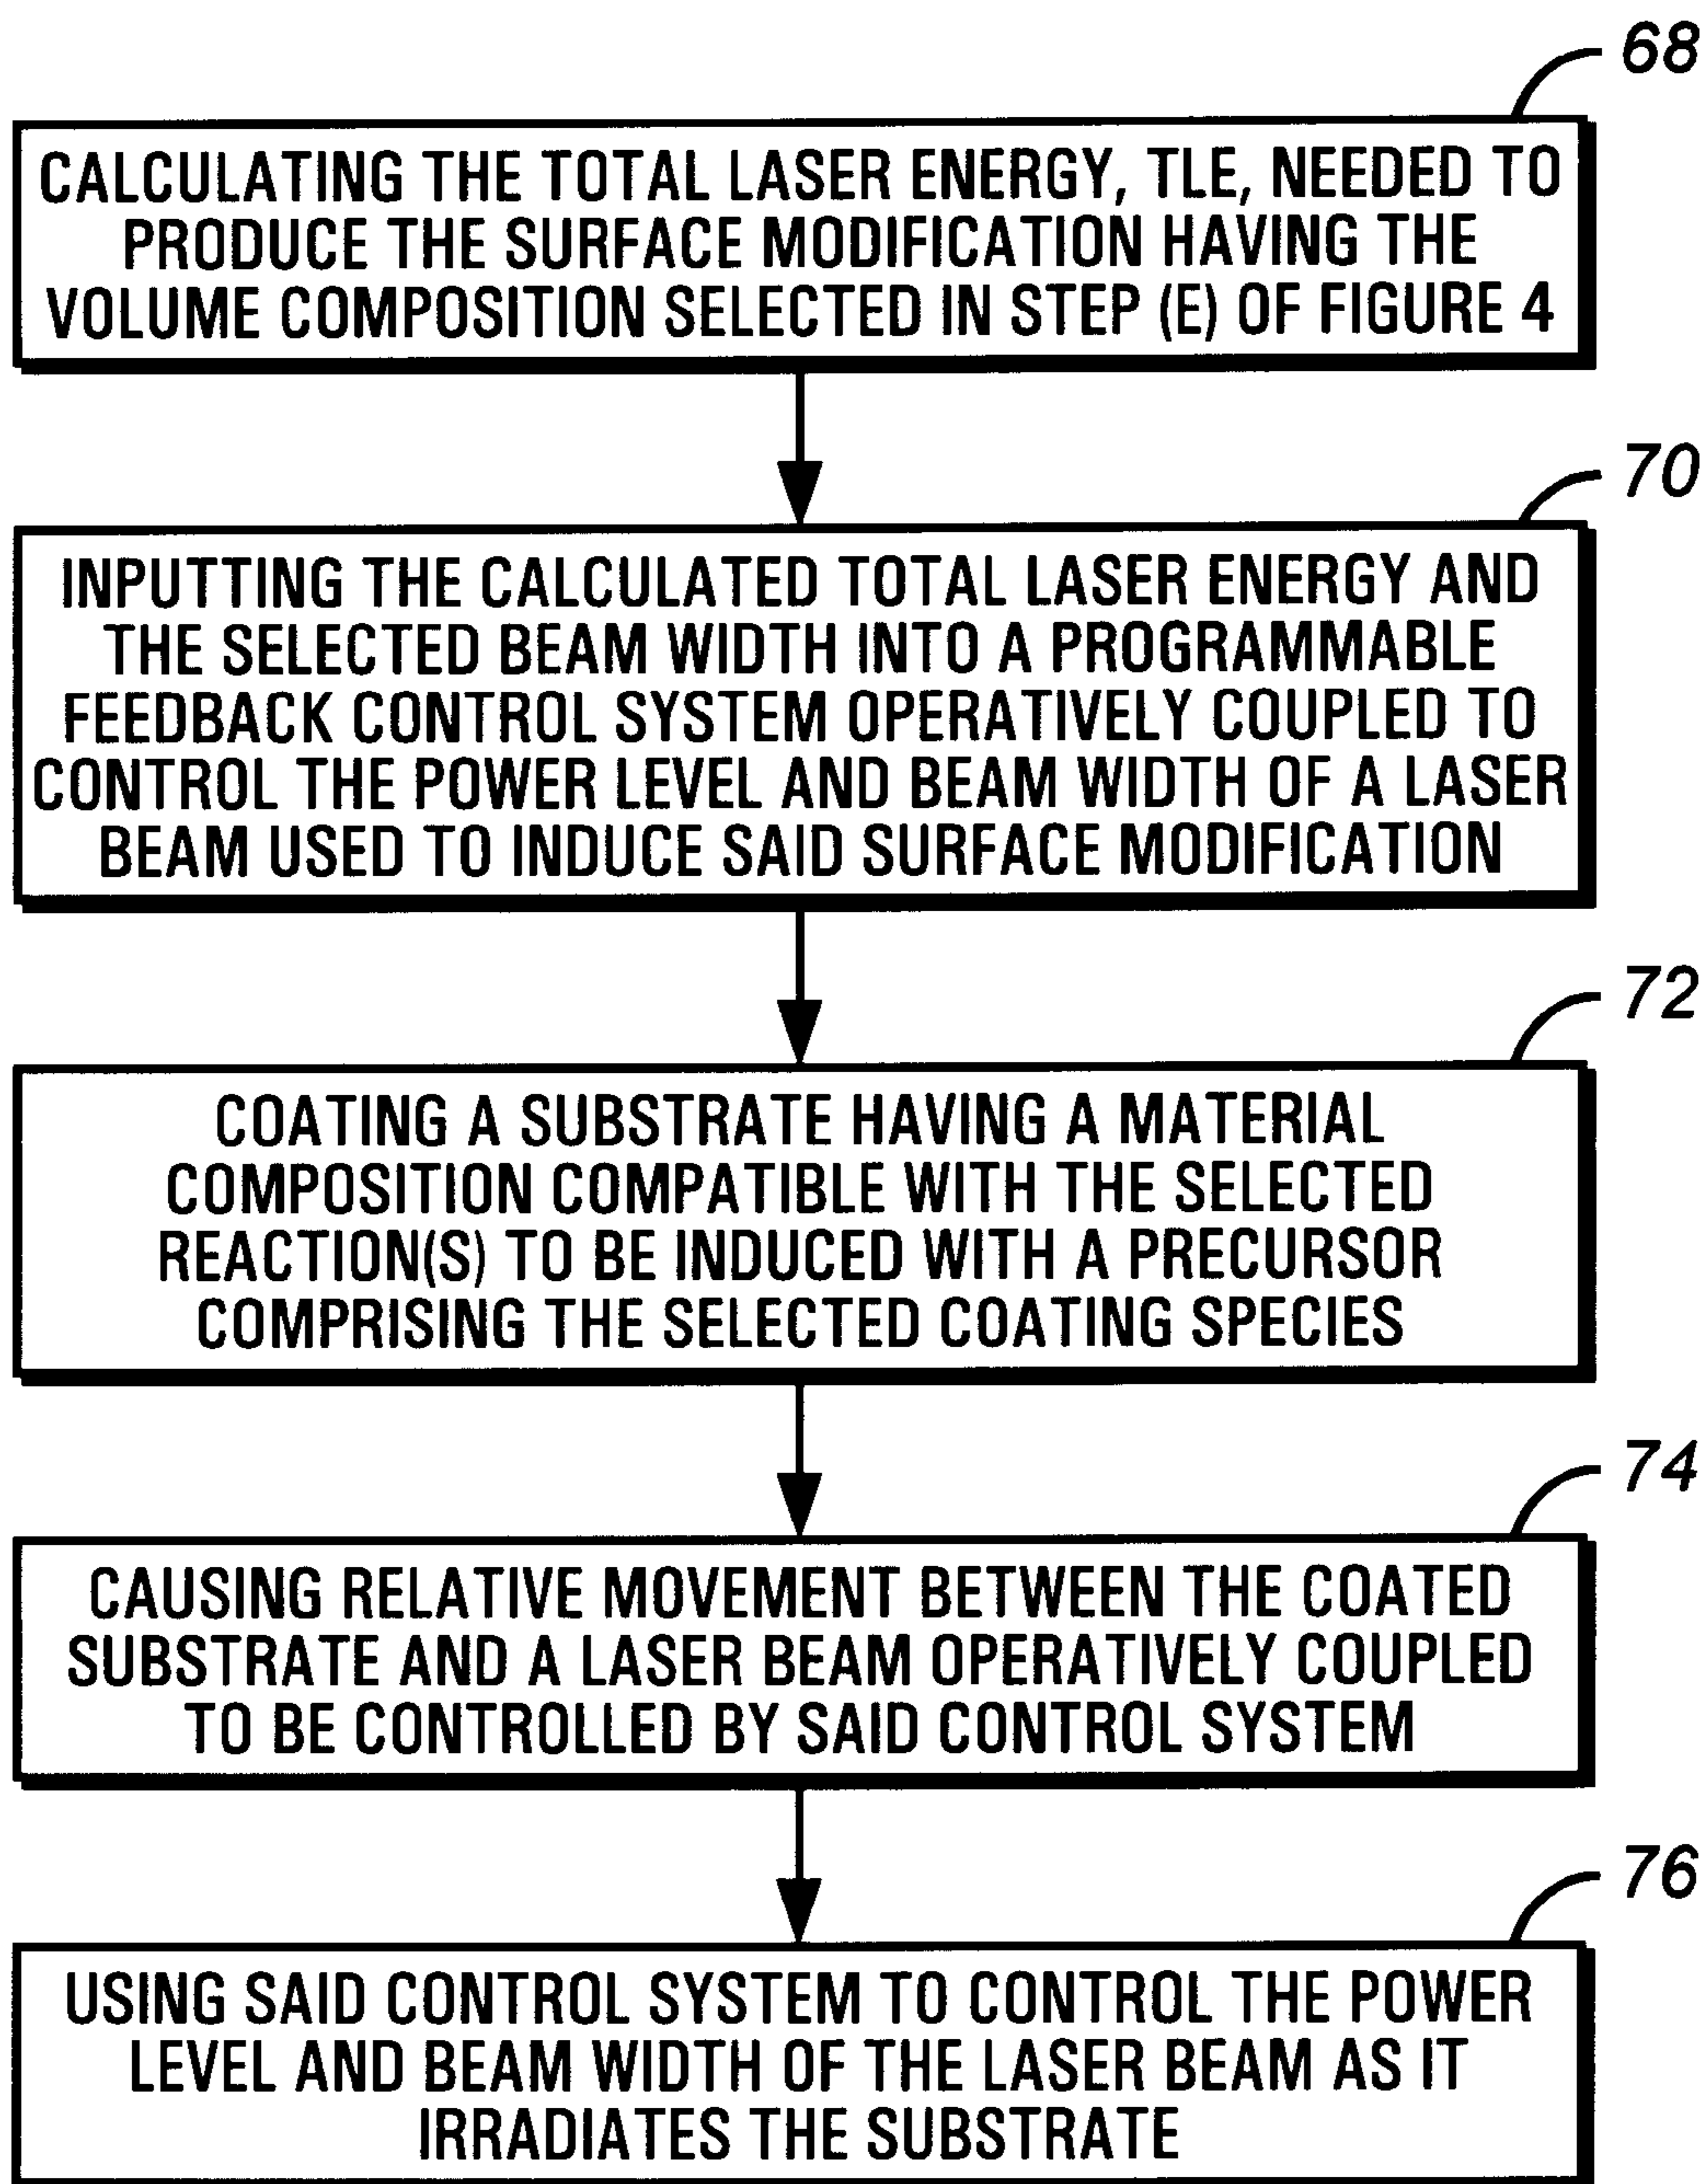 68
CALCULATING THE TOTAL LASER ENERGY, TLE, NEEDED TO
PRODUCE THE SURFACE MODIFICATION HAVING THE
VOLUME COMPOSITION SELECTED IN STEP (E) OF FIGURE 4
70
INPUTTING THE CALCULATED TOTAL LASER ENERGY AND
THE SELECTED BEAM WIDTH INTO A PROGRAMMABLE
FEEDBACK CONTROL SYSTEM OPERATIVELY COUPLED TO
CONTROL THE POWER LEVEL AND BEAM WIDTH OF A LASER
BEAM USED TO INDUCE SAID SURFACE MODIFICATION
72
COATING A SUBSTRATE HAVING A MATERIAL
COMPOSITION COMPATIBLE WITH THE SELECTED
REACTION(S) TO BE INDUCED WITH A PRECURSOR
COMPRISING THE SELECTED COATING SPECIES
74
CAUSING RELATIVE MOVEMENT BETWEEN THE COATED
SUBSTRATE AND A LASER BEAM OPERATIVELY COUPLED
TO BE CONTROLLED BY SAID CONTROL SYSTEM
76
USING SAID CONTROL SYSTEM TO CONTROL THE POWER
LEVEL AND BEAM WIDTH OF THE LASER BEAM AS IT
IRRADIATES THE SUBSTRATE